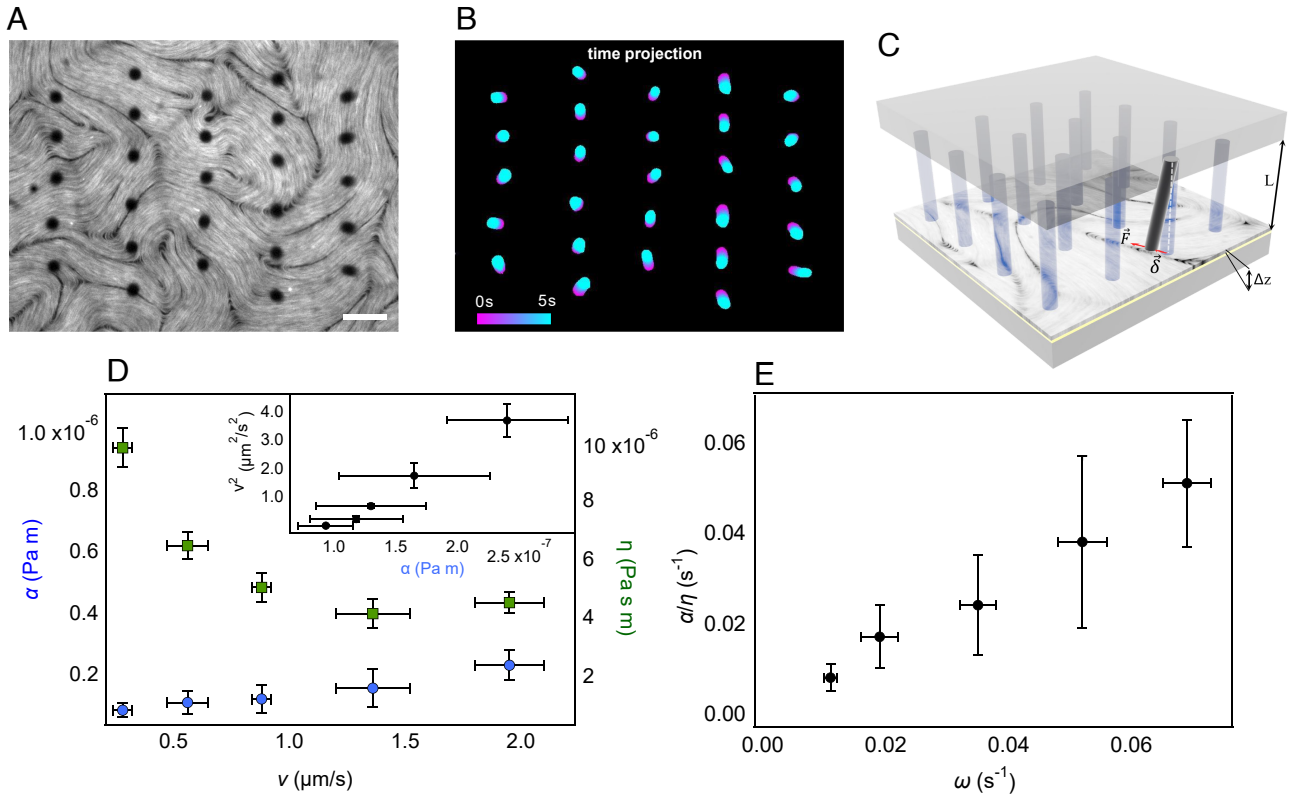 A
B
C
time projection
0s 5s
L
F⃗
δ⃗
Δz
D
E
1.0 x10⁻⁶
0.8
0.6
0.4
0.2
α (Pa m)
4.0
3.0
2.0
1.0
v² (μm²/s²)
1.0 1.5 2.0 2.5 x10⁻⁷
α (Pa m)
10 x10⁻⁶
8
6
4
2
η (Pa s m)
0.5 1.0 1.5 2.0
v (μm/s)
0.06
0.04
0.02
0.00
α/η (s⁻¹)
0.00 0.02 0.04 0.06
ω (s⁻¹)